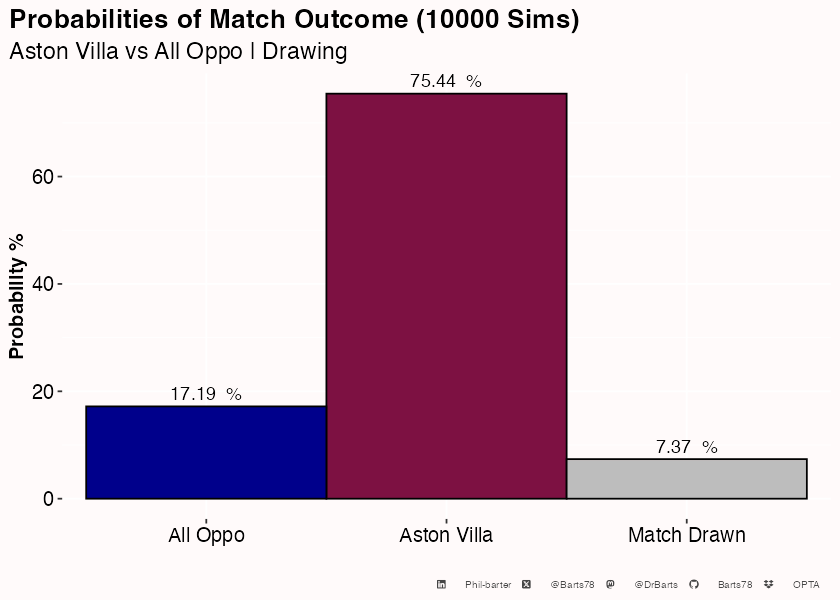 Probabilities of Match Outcome (10000 Sims)
Aston Villa vs All Oppo | Drawing
75.44 %
60
Probability %
40
17.19 %
20
7.37 %
0
All Oppo Aston Villa Match Drawn
Phil-barter @Barts78 @DrBarts Barts78 OPTA